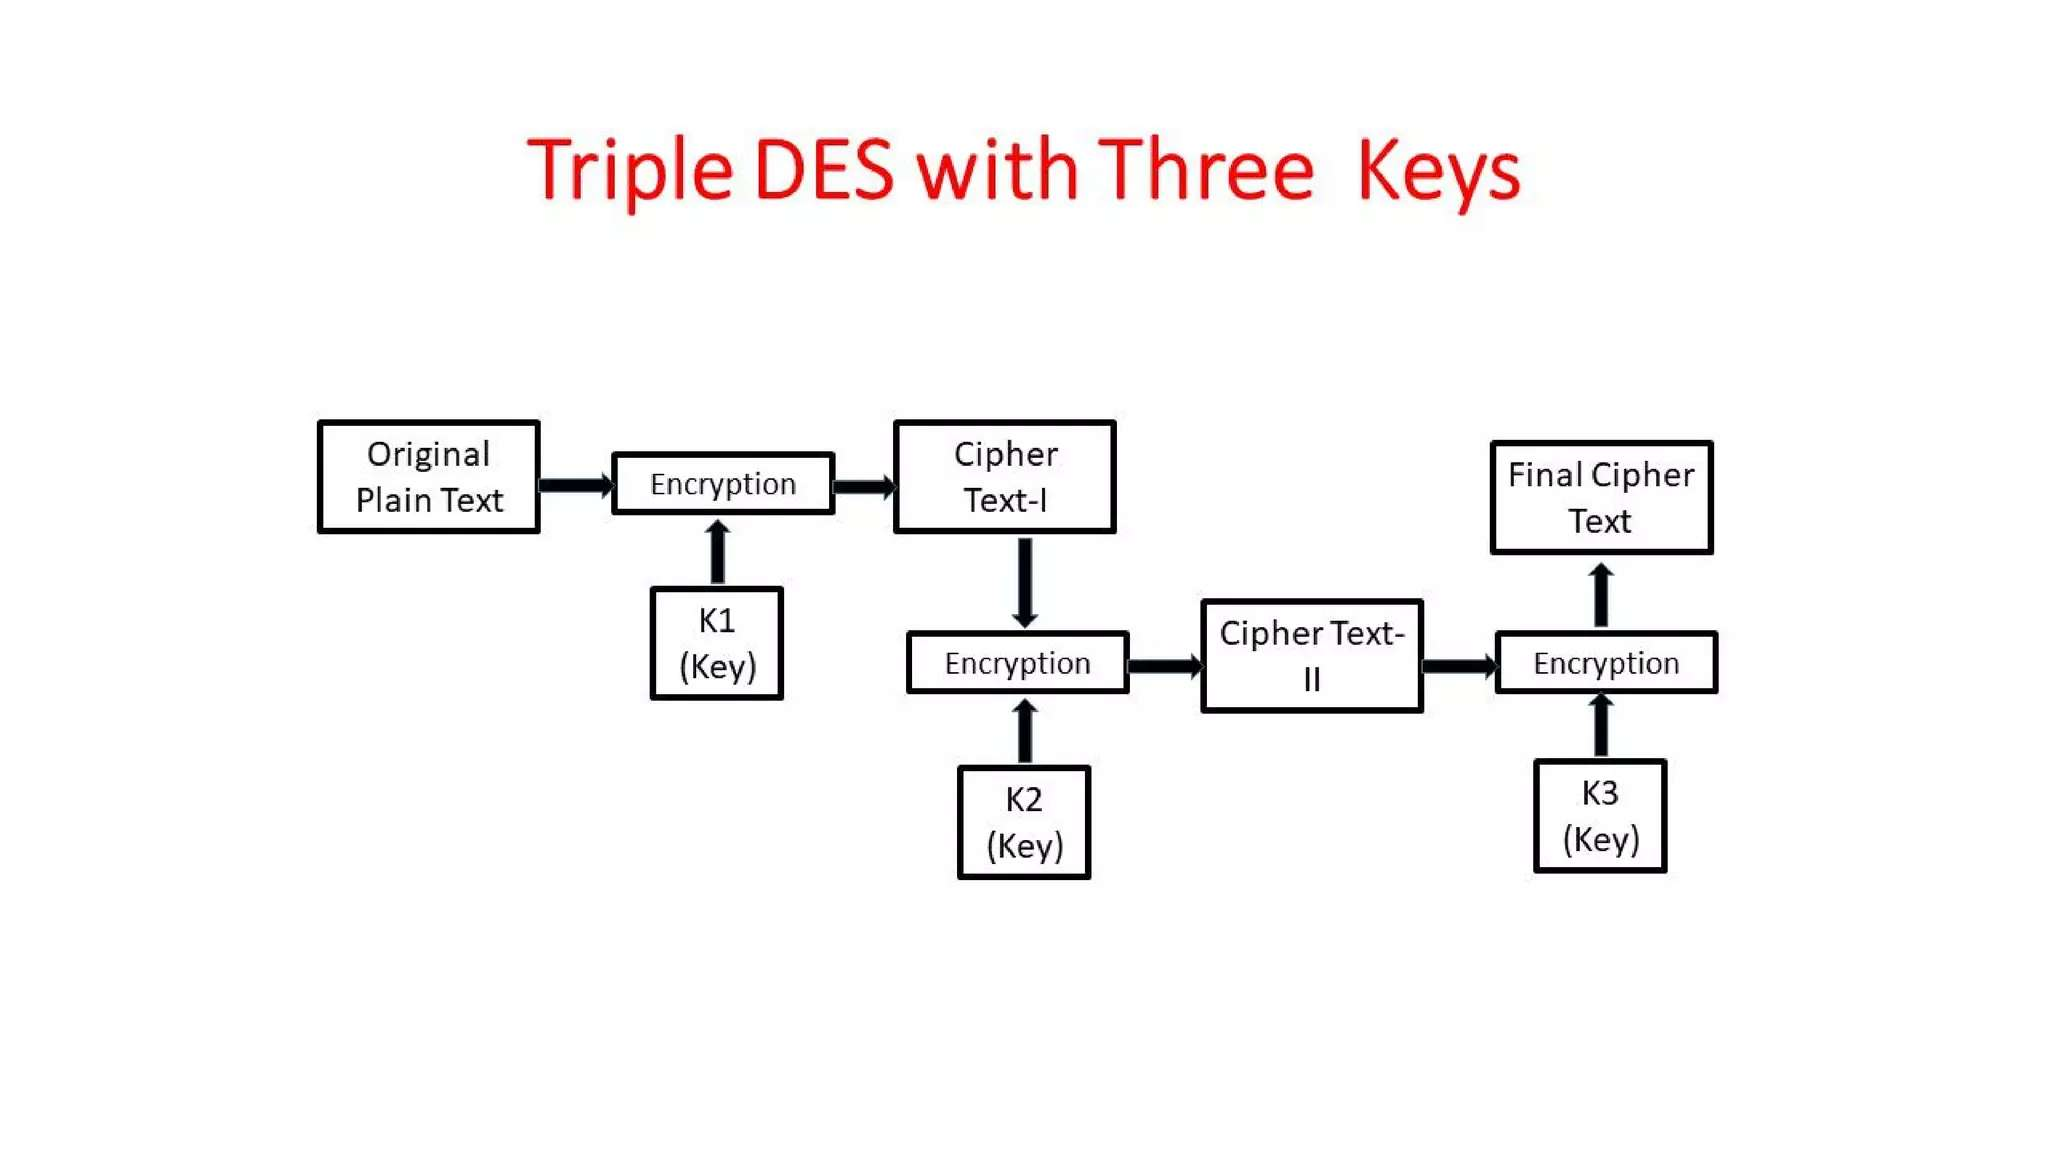 Triple DES with Three Keys
Original
Plain Text
Encryption
Cipher
Text-I
K1
(Key)
Encryption
K2
(Key)
Cipher Text-
II
Encryption
K3
(Key)
Final Cipher
Text